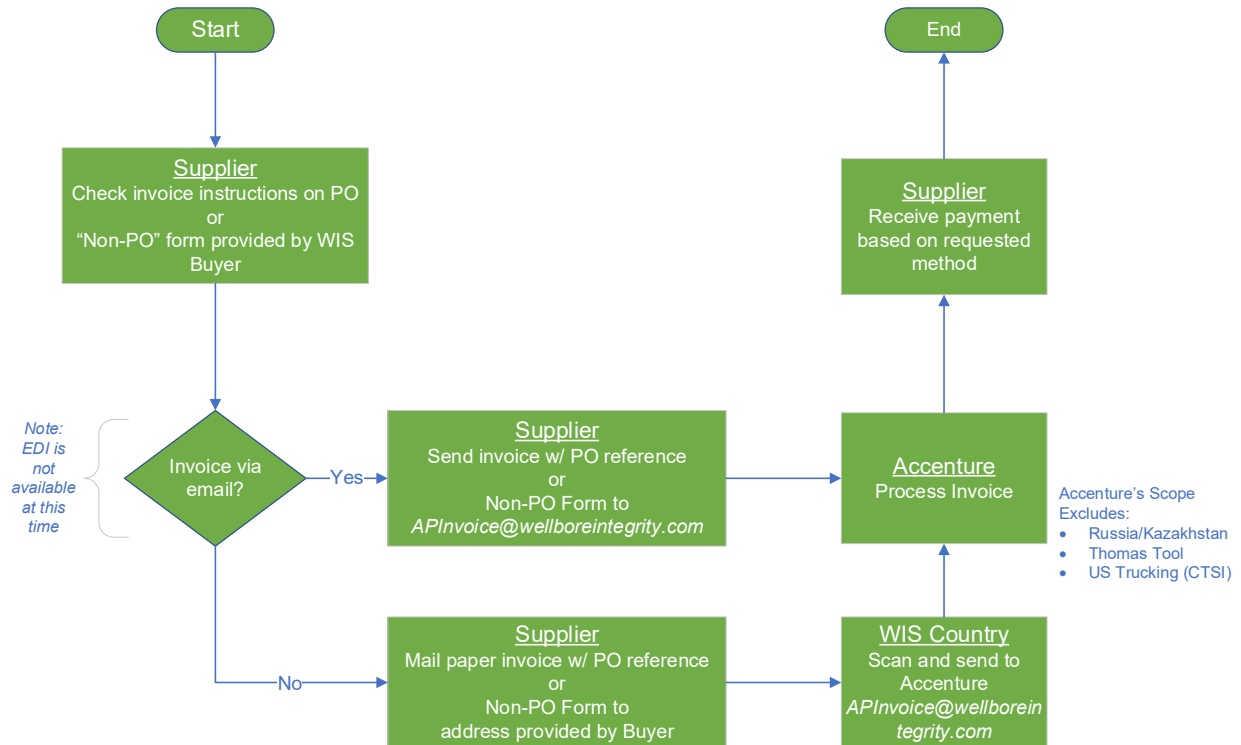 Start
Supplier
Check invoice instructions on PO
or
“Non-PO” form provided by WIS
Buyer
Note:
EDI is
not
available
at this
time
Invoice via
email?
Yes
Supplier
Send invoice w/ PO reference
or
Non-PO Form to
APInvoice@wellboreintegrity.com
No
Supplier
Mail paper invoice w/ PO reference
or
Non-PO Form to
address provided by Buyer
WIS Country
Scan and send to
Accenture
APInvoice@wellborein
tegrity.com
Accenture
Process Invoice
Accenture’s Scope
Excludes:
• Russia/Kazakhstan
• Thomas Tool
• US Trucking (CTSI)
Supplier
Receive payment
based on requested
method
End